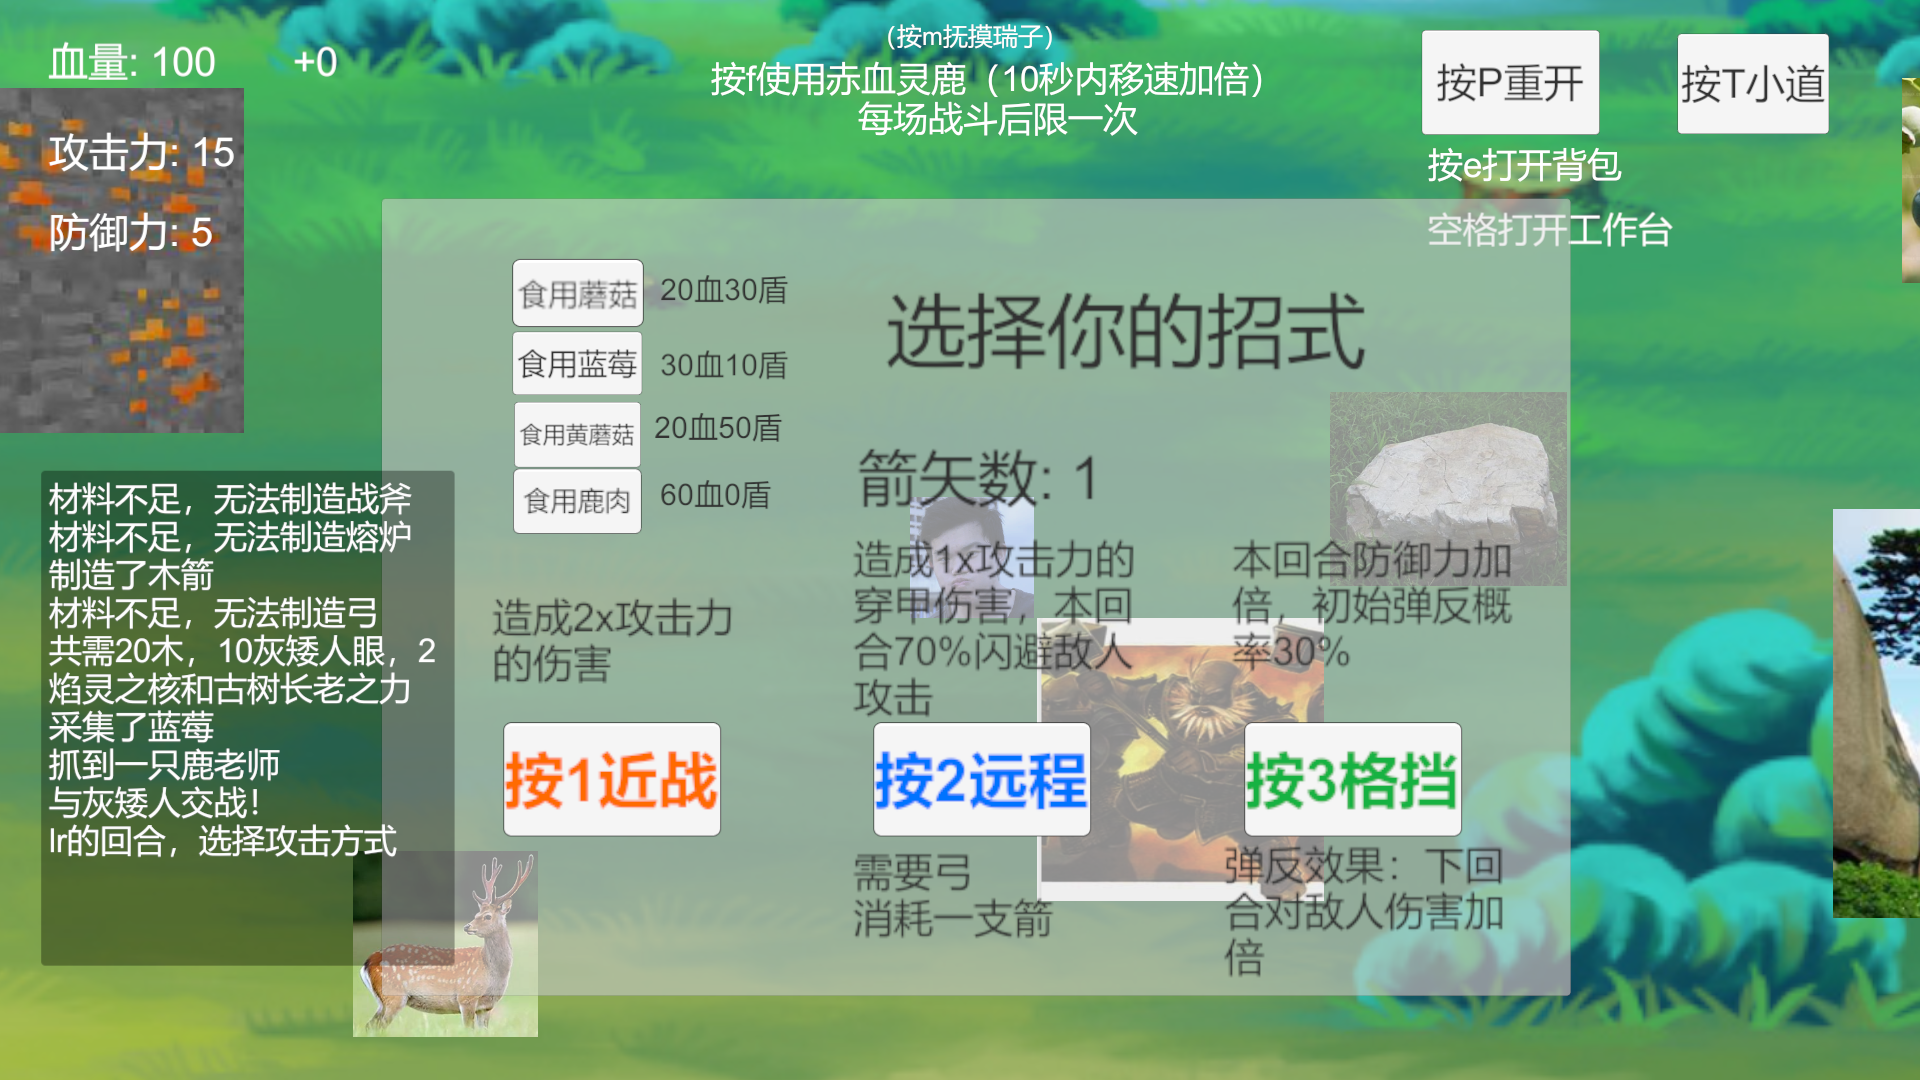 血量: 100
+0
攻击力: 15
防御力: 5
(按m抚摸瑞子)
按f使用赤血灵鹿（10秒内移速加倍）
每场战斗后限一次
按P重开
按T小道
按e打开背包
空格打开工作台
食用蘑菇
20血30盾
食用蓝莓
30血10盾
食用黄蘑菇
20血50盾
食用鹿肉
60血0盾
选择你的招式
箭矢数: 1
造成2x攻击力
的伤害
造成1x攻击力的
穿甲伤害，本回
合70%闪避敌人
攻击
本回合防御力加
倍，初始弹反概
率30%
按1近战
按2远程
按3格挡
需要弓
消耗一支箭
弹反效果：下回
合对敌人伤害加
倍
材料不足，无法制造战斧
材料不足，无法制造熔炉
制造了木箭
材料不足，无法制造弓
共需20木，10灰矮人眼，2
焰灵之核和古树长老之力
采集了蓝莓
抓到一只鹿老师
与灰矮人交战！
lr的回合，选择攻击方式